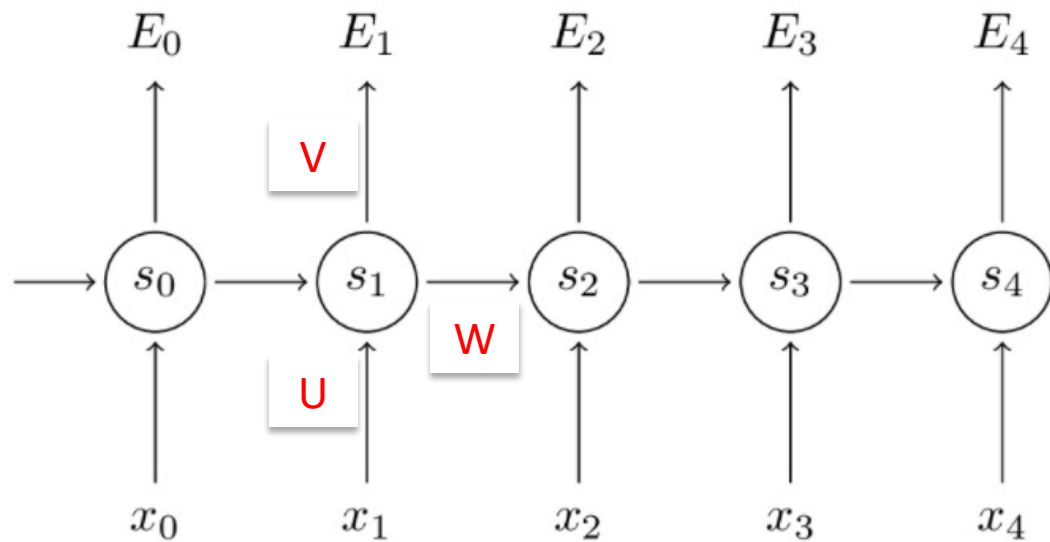 E₀ E₁ E₂ E₃ E₄
V
s₀ s₁ s₂ s₃ s₄
W
U
x₀ x₁ x₂ x₃ x₄